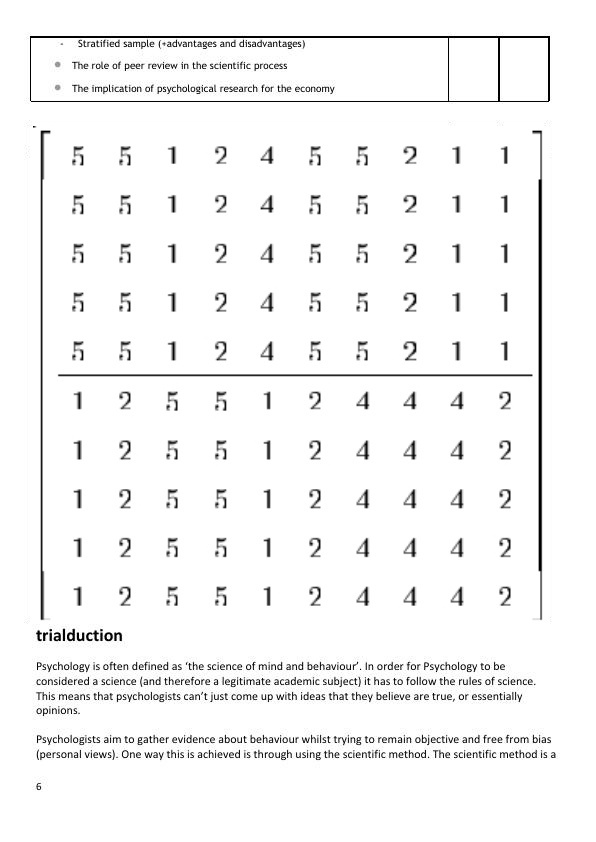 - Stratified sample (+advantages and disadvantages)
● The role of peer review in the scientific process
● The implication of psychological research for the economy
5 5 1 2 4 5 5 2 1 1
5 5 1 2 4 5 5 2 1 1
5 5 1 2 4 5 5 2 1 1
5 5 1 2 4 5 5 2 1 1
5 5 1 2 4 5 5 2 1 1
1 2 5 5 1 2 4 4 4 2
1 2 5 5 1 2 4 4 4 2
1 2 5 5 1 2 4 4 4 2
1 2 5 5 1 2 4 4 4 2
1 2 5 5 1 2 4 4 4 2
trialduction
Psychology is often defined as ‘the science of mind and behaviour’. In order for Psychology to be
considered a science (and therefore a legitimate academic subject) it has to follow the rules of science.
This means that psychologists can’t just come up with ideas that they believe are true, or essentially
opinions.
Psychologists aim to gather evidence about behaviour whilst trying to remain objective and free from bias
(personal views). One way this is achieved is through using the scientific method. The scientific method is a
6